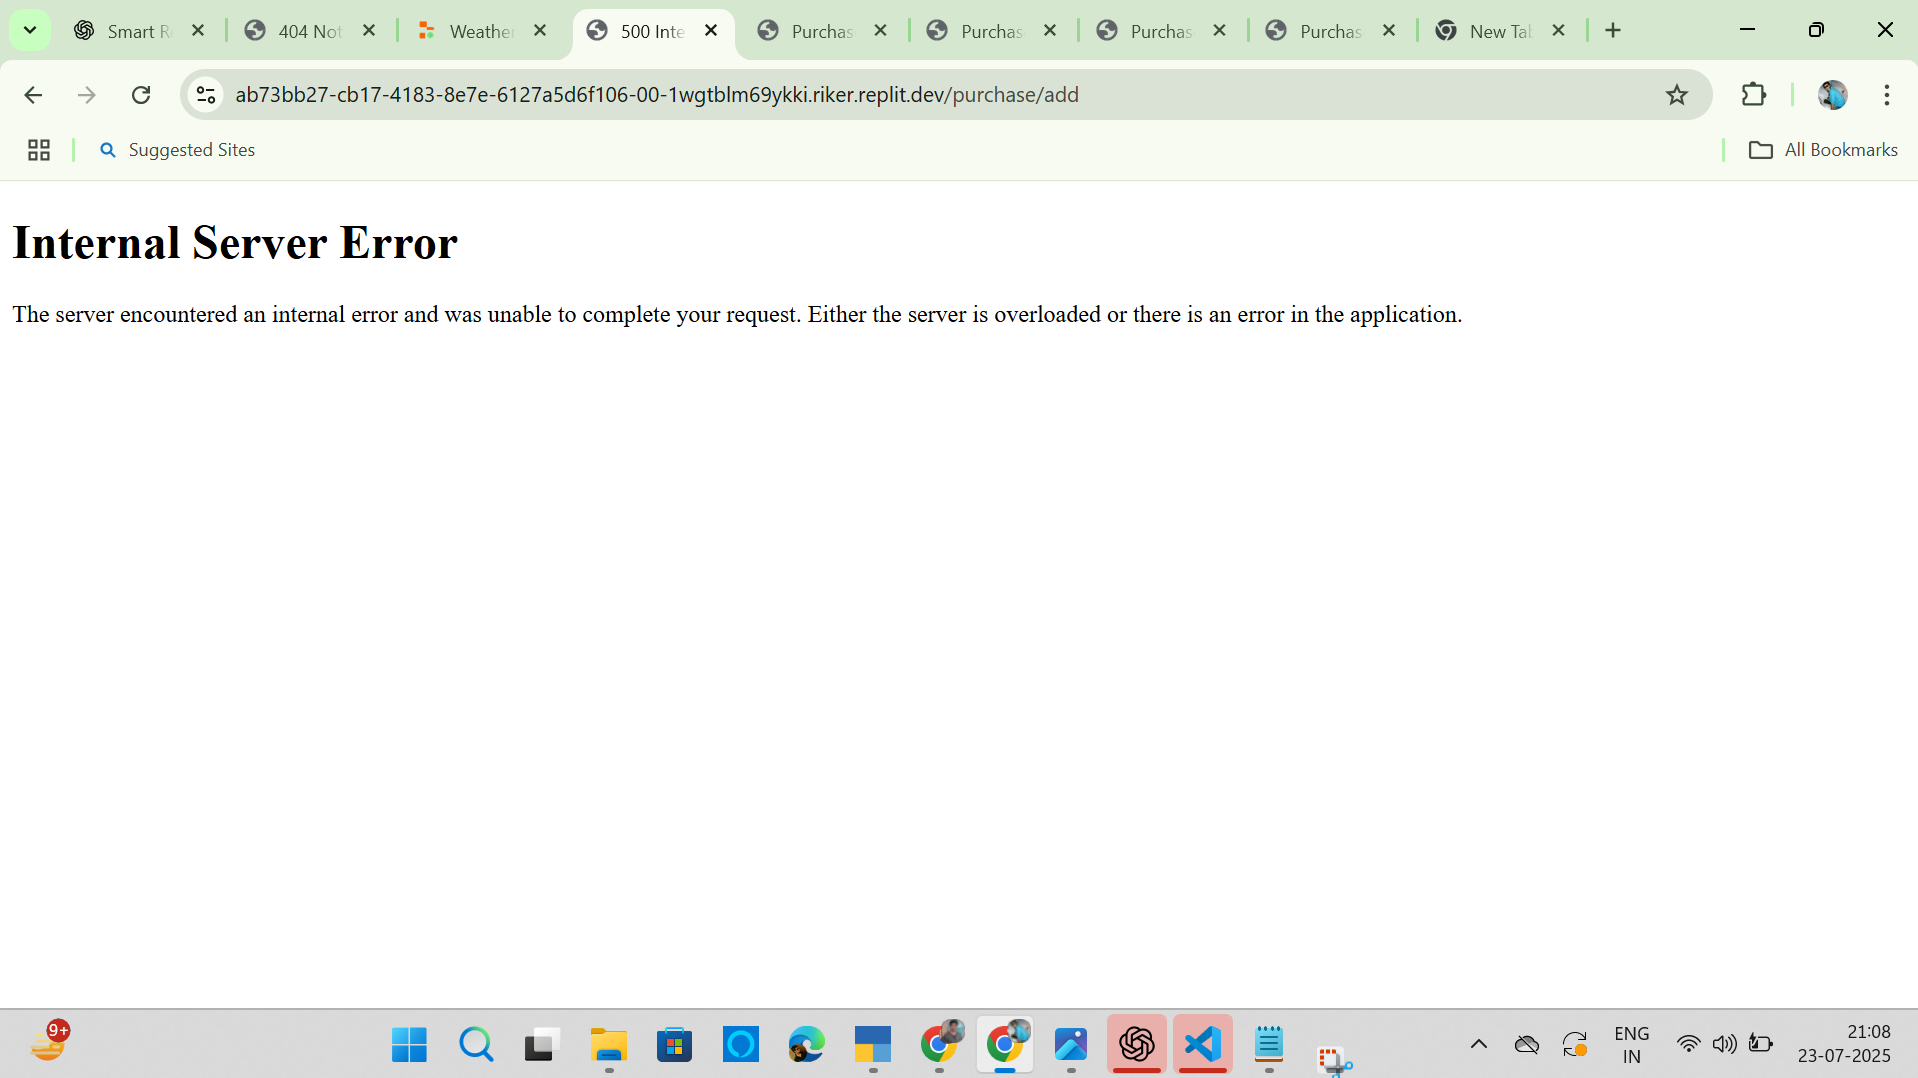 Smart R
404 Not
Weather
500 Inte
Purchas
Purchas
Purchas
Purchas
New Tab
ab73bb27-cb17-4183-8e7e-6127a5d6f106-00-1wgtblm69ykki.riker.replit.dev/purchase/add
Suggested Sites
All Bookmarks
Internal Server Error
The server encountered an internal error and was unable to complete your request. Either the server is overloaded or there is an error in the application.
9+
ENG
IN
21:08
23-07-2025